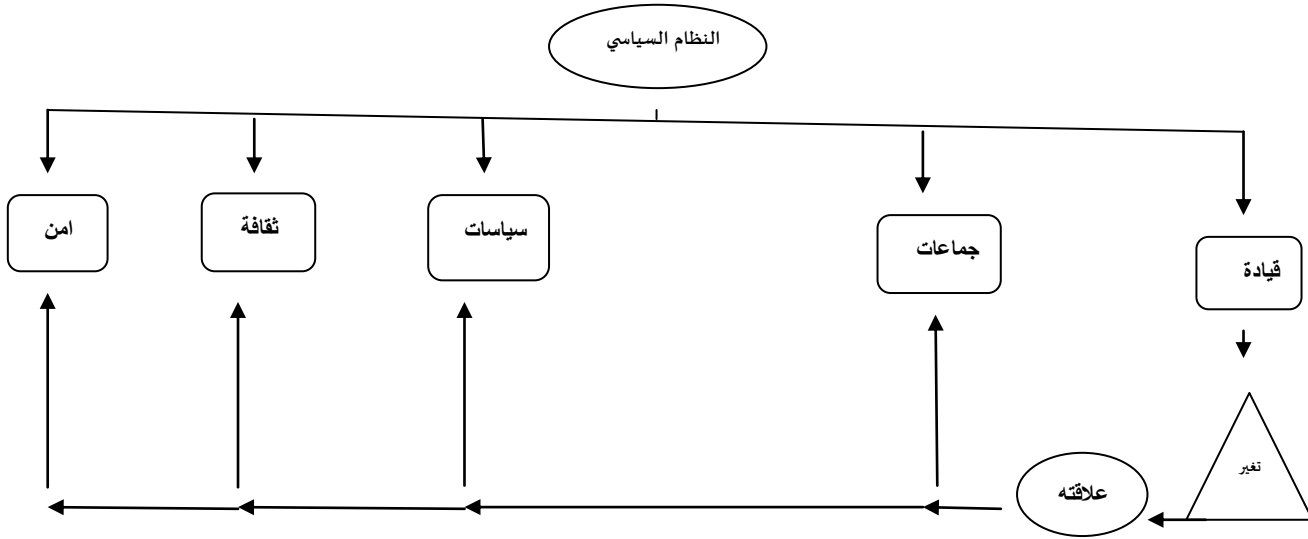 النظام السياسي
قيادة
جماعات
سياسات
ثقافة
امن
تغير
علاقته